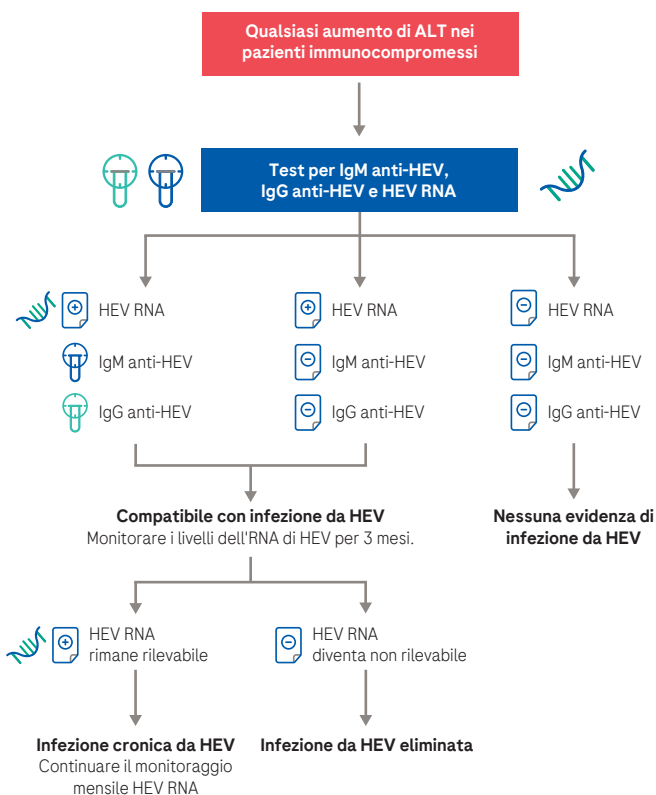 Qualsiasi aumento di ALT nei
pazienti immunocompromessi
Test per IgM anti-HEV,
IgG anti-HEV e HEV RNA
HEV RNA
IgM anti-HEV
IgG anti-HEV
HEV RNA
IgM anti-HEV
IgG anti-HEV
HEV RNA
IgM anti-HEV
IgG anti-HEV
Compatibile con infezione da HEV
Monitorare i livelli dell'RNA di HEV per 3 mesi.
Nessuna evidenza di
infezione da HEV
HEV RNA
rimane rilevabile
HEV RNA
diventa non rilevabile
Infezione cronica da HEV
Continuare il monitoraggio
mensile HEV RNA
Infezione da HEV eliminata